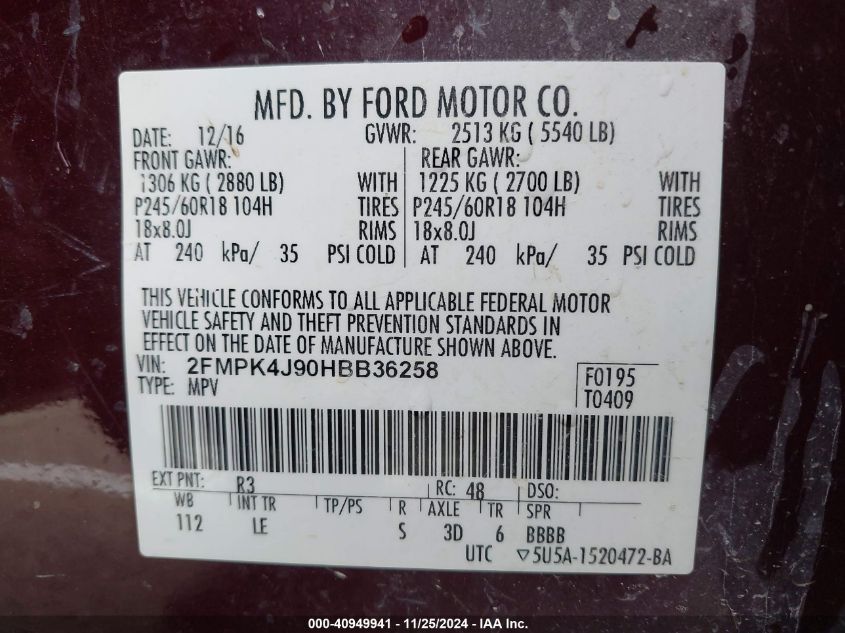 MFD. BY FORD MOTOR CO.
DATE: 12/16 GVWR: 2513 KG ( 5540 LB)
FRONT GAWR: REAR GAWR:
1306 KG ( 2880 LB) WITH 1225 KG ( 2700 LB) WITH
P245/60R18 104H TIRES P245/60R18 104H TIRES
18x8.0J RIMS 18x8.0J RIMS
AT 240 kPa/ 35 PSI COLD AT 240 kPa/ 35 PSI COLD
THIS VEHICLE CONFORMS TO ALL APPLICABLE FEDERAL MOTOR
VEHICLE SAFETY AND THEFT PREVENTION STANDARDS IN
EFFECT ON THE DATE OF MANUFACTURE SHOWN ABOVE.
VIN: 2FMPK4J90HBB36258 F0195
TYPE: MPV T0409
EXT PNT: R3 RC: 48 DSO:
WB INT TR TP/PS R AXLE TR SPR
112 LE S 3D 6 BBBB
UTC ▽5U5A-1520472-BA
000-40949941 - 11/25/2024 - IAA Inc.